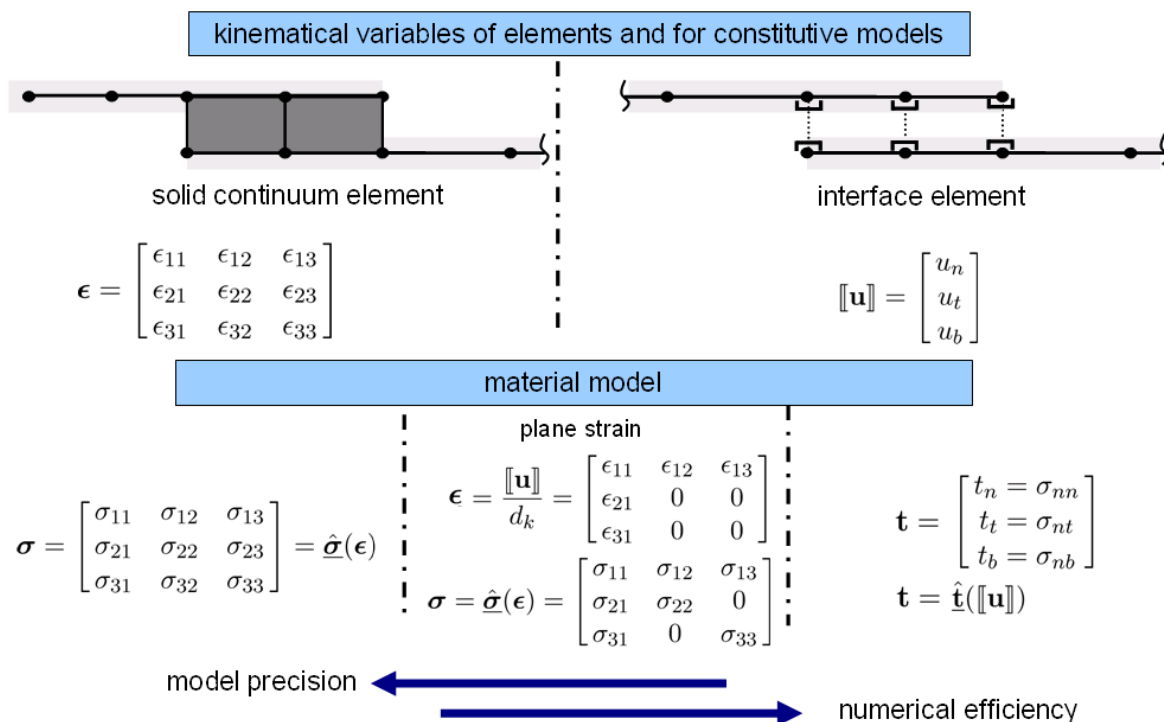 kinematical variables of elements and for constitutive models
solid continuum element
interface element
ϵ = [ϵ11 ϵ12 ϵ13
ϵ21 ϵ22 ϵ23
ϵ31 ϵ32 ϵ33]
⟦u⟧ = [un
ut
ub]
material model
σ = [σ11 σ12 σ13
σ21 σ22 σ23
σ31 σ32 σ33] = σ̲̂(ϵ)
plane strain
ϵ = ⟦u⟧/dk = [ϵ11 ϵ12 ϵ13
ϵ21 0 0
ϵ31 0 0]
σ = σ̲̂(ϵ) = [σ11 σ12 σ13
σ21 σ22 0
σ31 0 σ33]
t = [tn = σnn
tt = σnt
tb = σnb]
t = t̲̂(⟦u⟧)
model precision
numerical efficiency